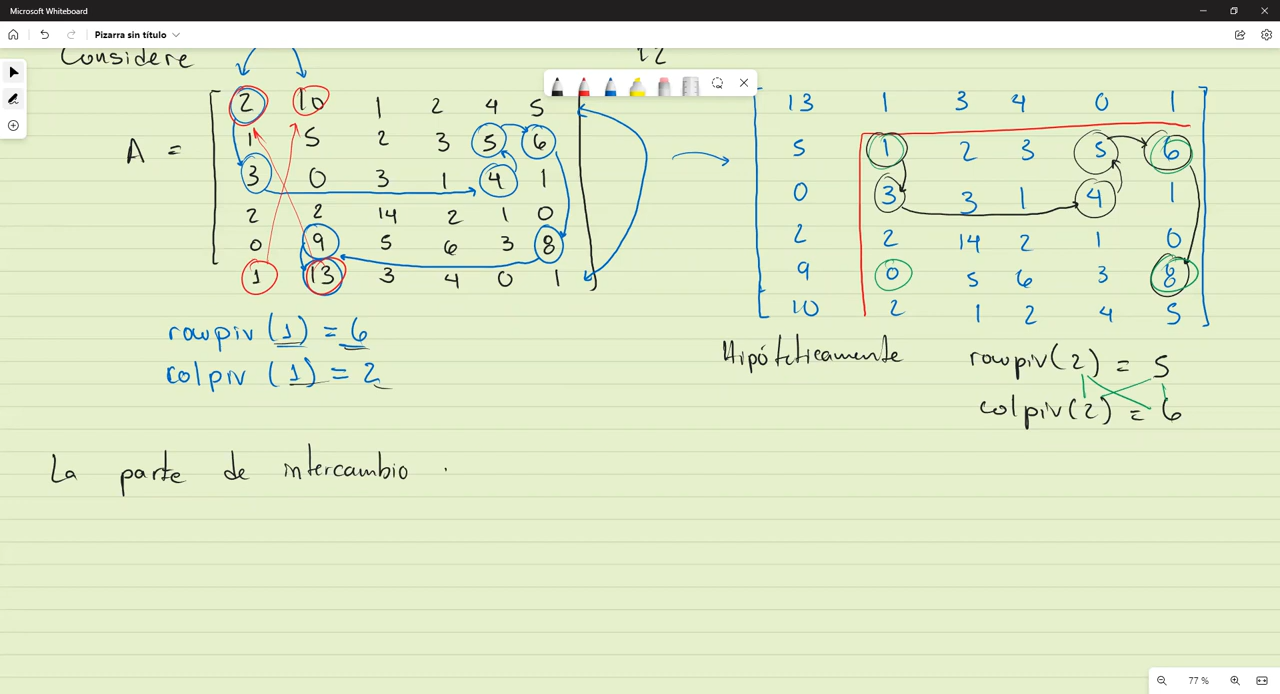 Microsoft Whiteboard
Pizarra sin título
Considere
A =
2 10 1 2 4 5
1 5 2 3 5 6
3 0 3 1 4 1
2 2 14 2 1 0
0 9 5 6 3 8
1 13 3 4 0 1
rowpiv (1) = 6
colpiv (1) = 2
13 1 3 4 0 1
5 1 2 3 5 6
0 3 3 1 4 1
2 2 14 2 1 0
9 0 5 6 3 8
10 2 1 2 4 5
Hipótéticamente
rowpiv(2) = 5
colpiv(2) = 6
La parte de intercambio
77 %